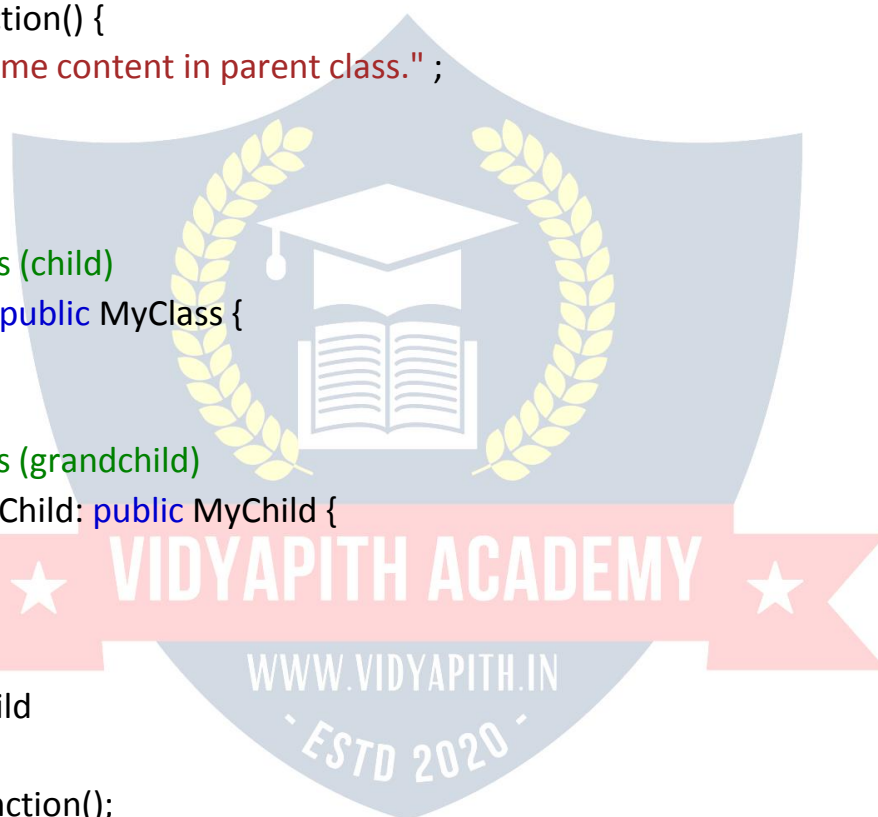 ction() {
me content in parent class." ;
s (child)
public MyClass {
s (grandchild)
Child: public MyChild {
VIDYAPITH ACADEMY
WWW.VIDYAPITH.IN
ild
- ESTD 2020 -
nction();